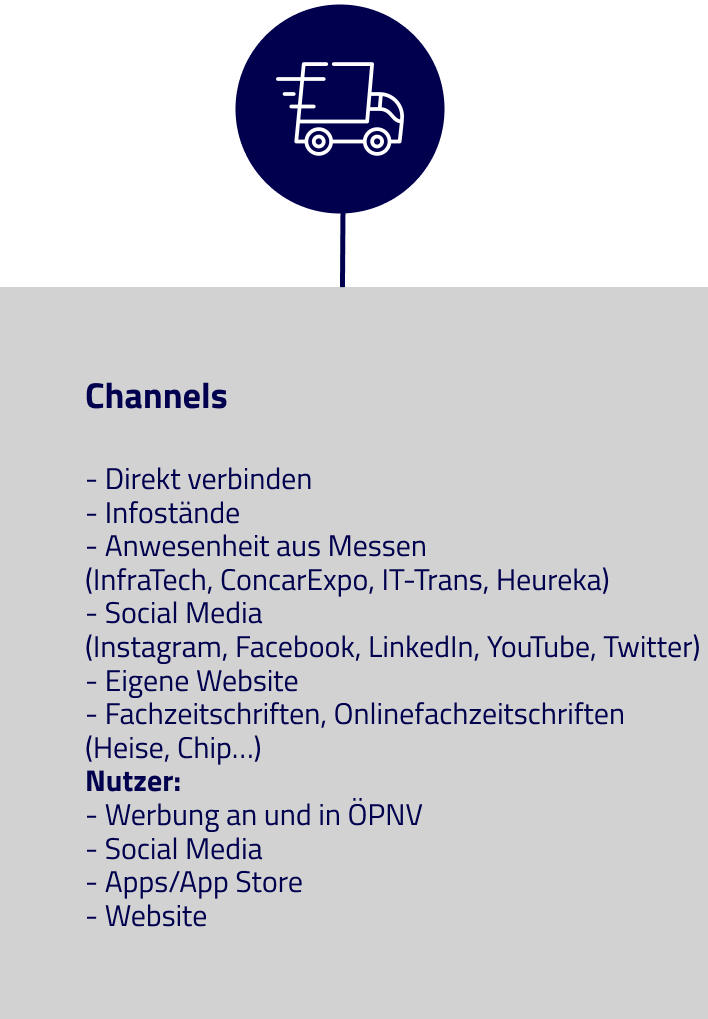 Channels
- Direkt verbinden
- Infostände
- Anwesenheit aus Messen
(InfraTech, ConcarExpo, IT-Trans, Heureka)
- Social Media
(Instagram, Facebook, LinkedIn, YouTube, Twitter)
- Eigene Website
- Fachzeitschriften, Onlinefachzeitschriften
(Heise, Chip...)
Nutzer:
- Werbung an und in ÖPNV
- Social Media
- Apps/App Store
- Website